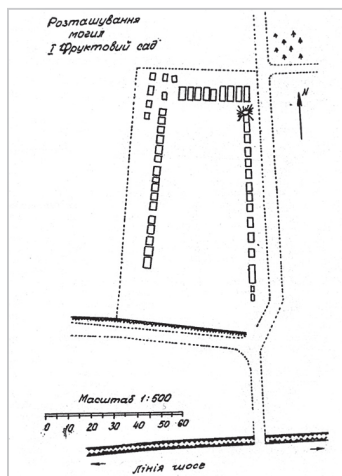 Розташування
могил
I Фруктовий сад
N
Масштаб 1:600
0 10 20 30 40 50 60
Лінія шосе